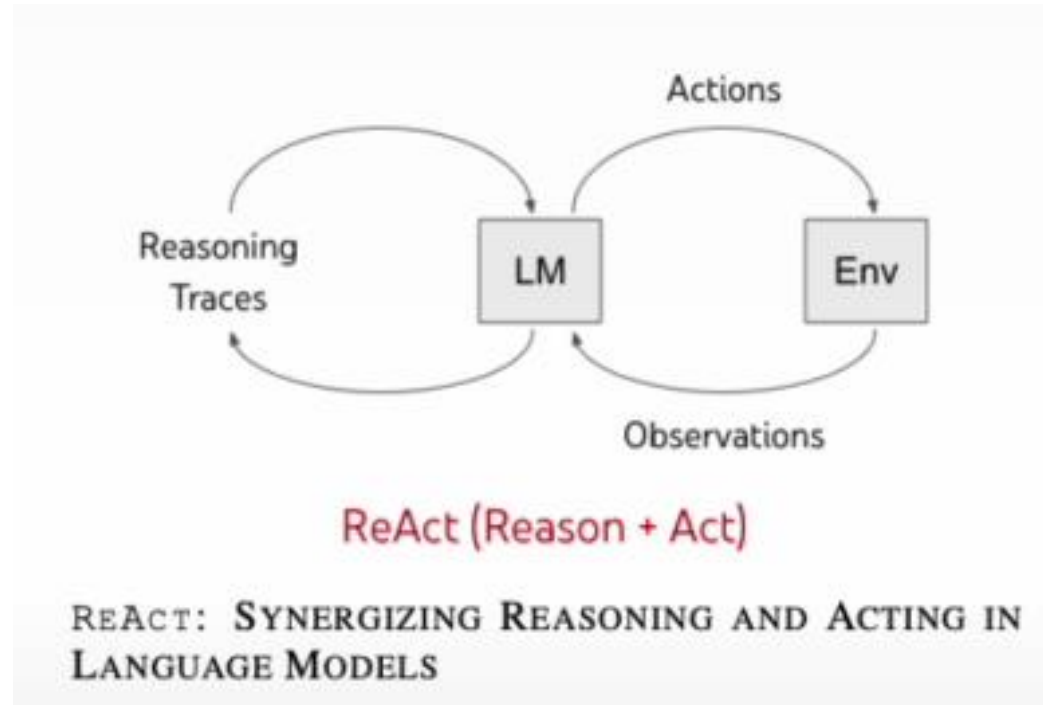 Actions
Reasoning
Traces
LM
Env
Observations
ReAct (Reason + Act)
REACT: SYNERGIZING REASONING AND ACTING IN
LANGUAGE MODELS